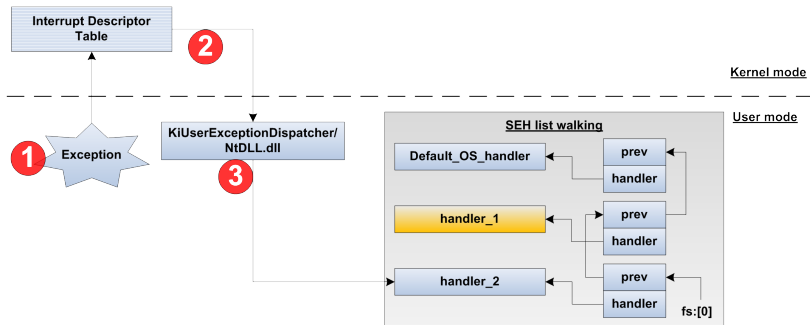 Interrupt Descriptor
Table
2
Kernel mode
User mode
1
Exception
KiUserExceptionDispatcher/
NtDLL.dll
3
SEH list walking
Default_OS_handler
prev
handler
handler_1
prev
handler
handler_2
prev
handler
fs:[0]